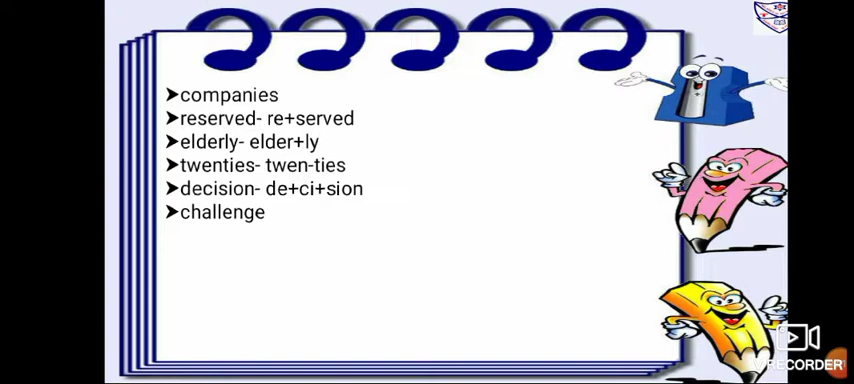 ➤companies
➤reserved- re+served
➤elderly- elder+ly
➤twenties- twen-ties
➤decision- de+ci+sion
➤challenge
RECORDER